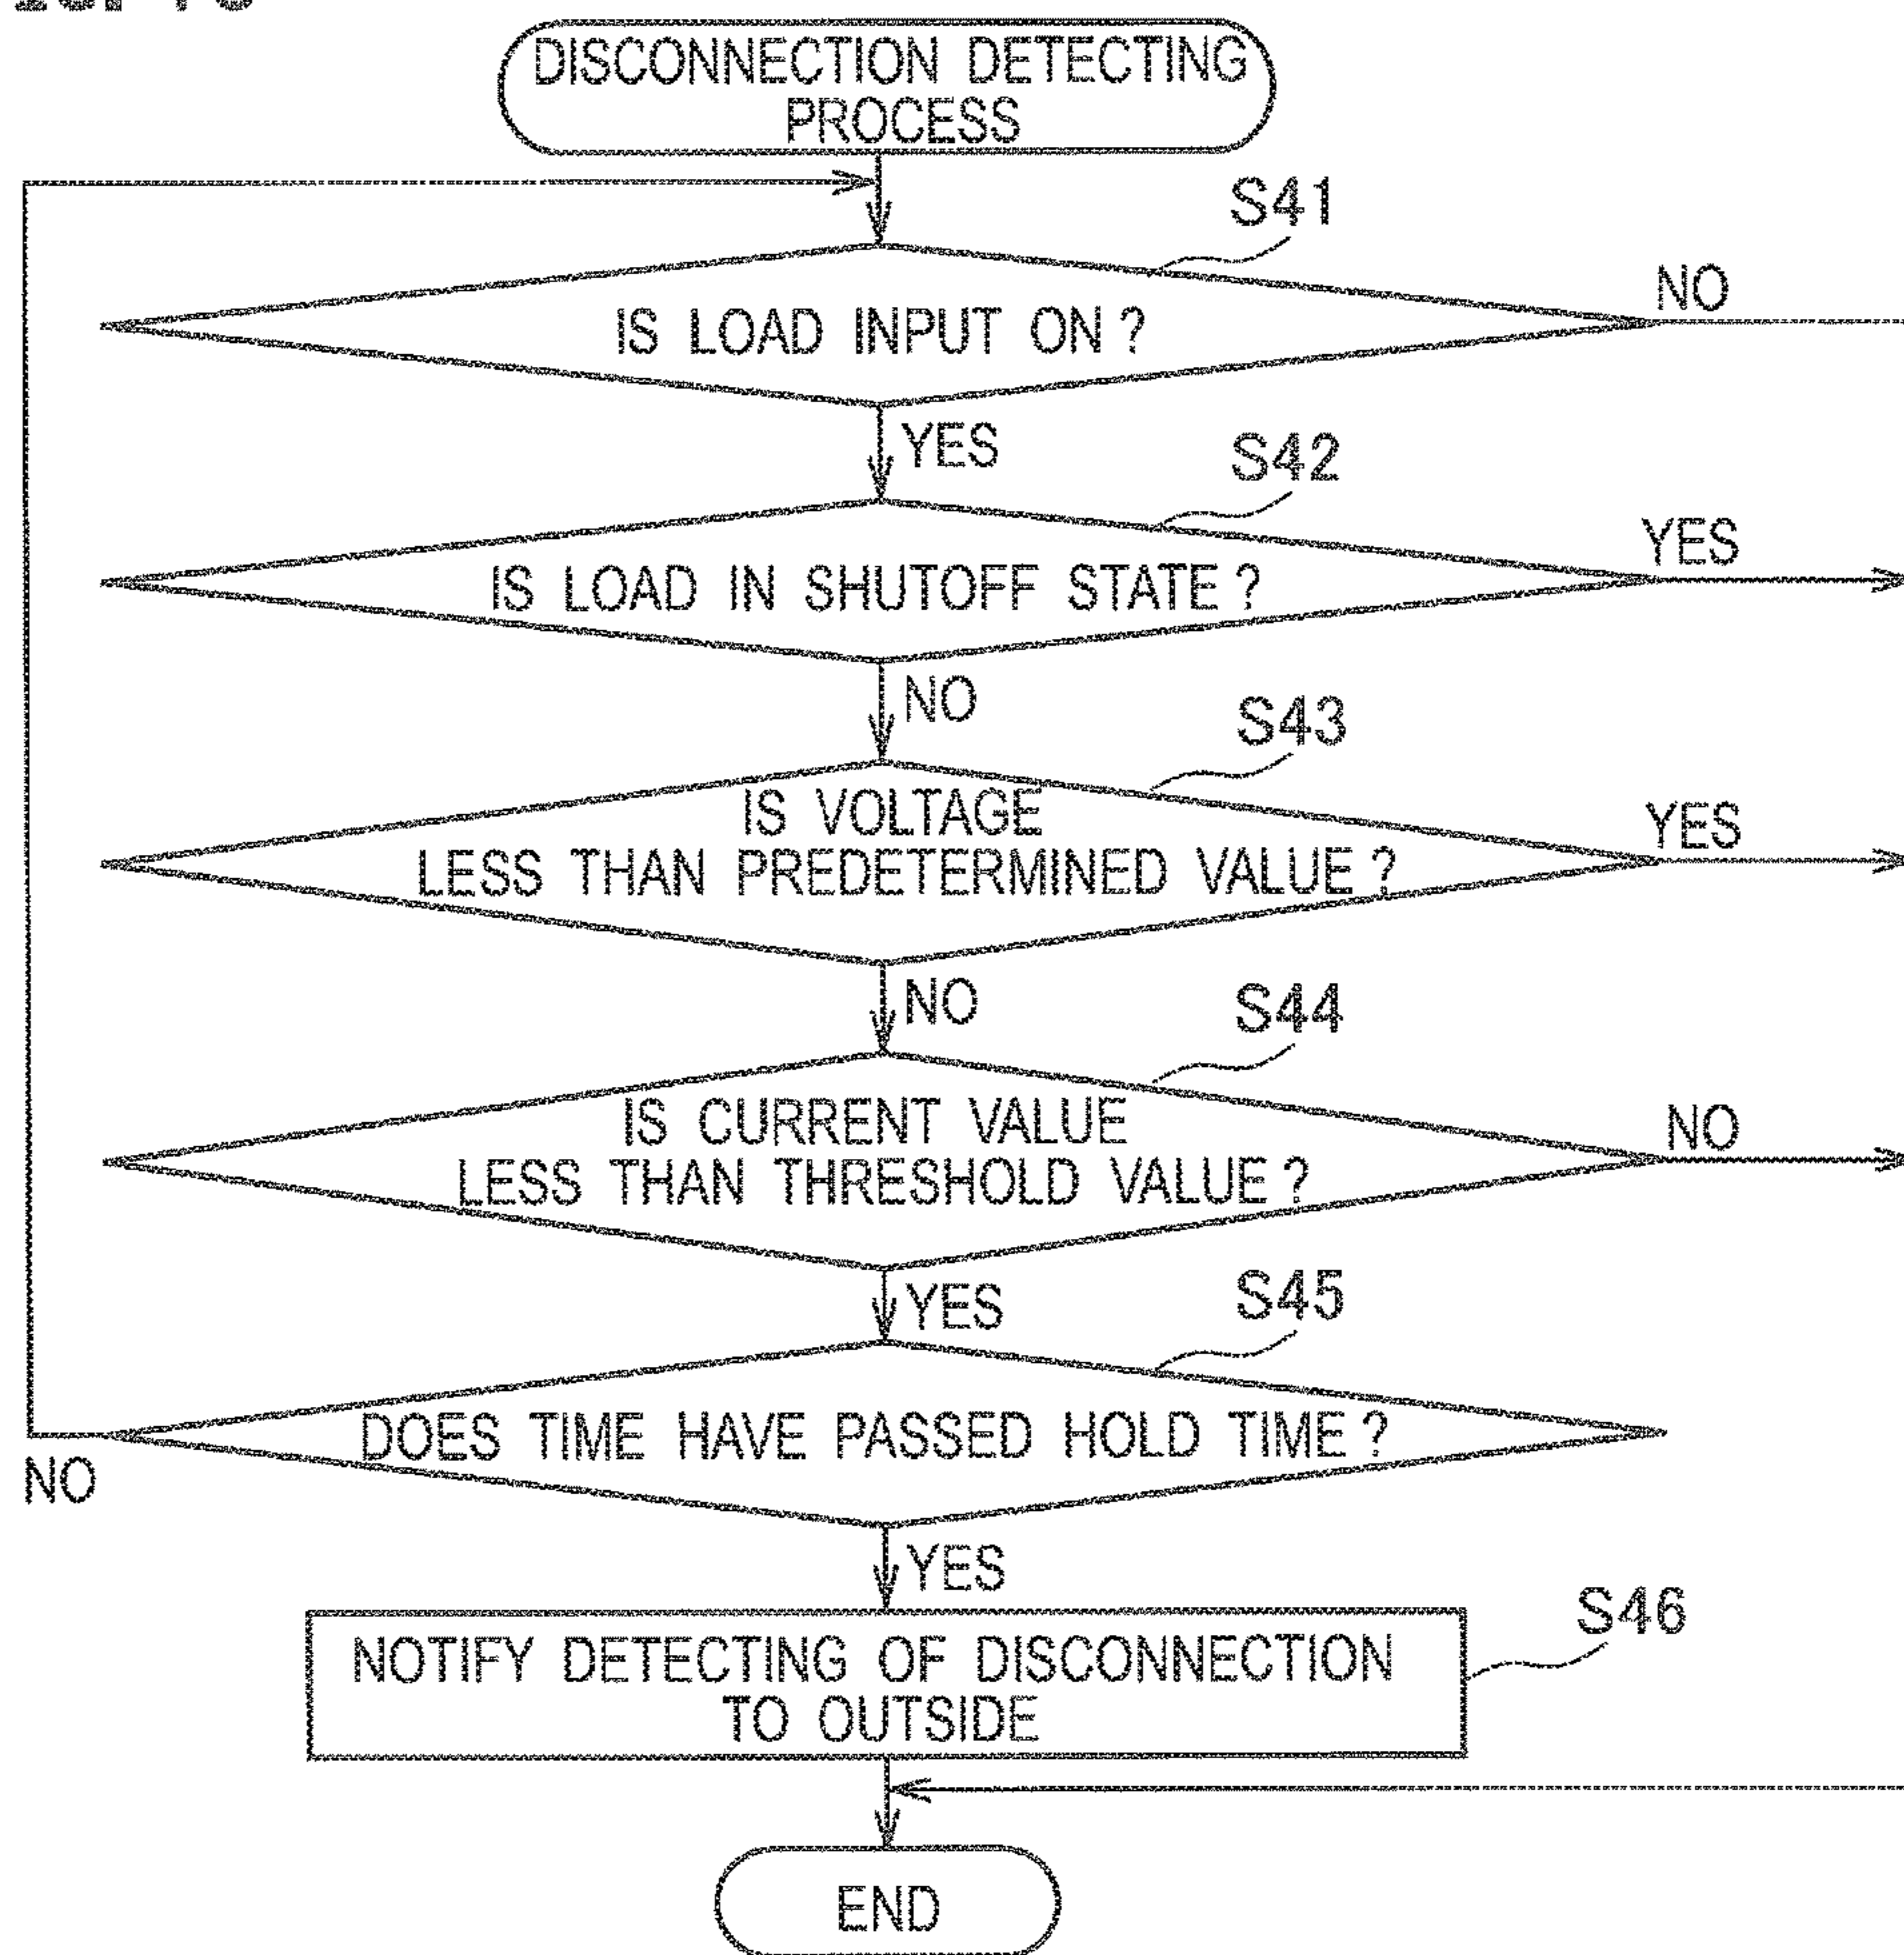 DISCONNECTION DETECTING
PROCESS
S41
IS LOAD INPUT ON ?
NO
YES
S42
IS LOAD IN SHUTOFF STATE ?
YES
NO
S43
IS VOLTAGE
LESS THAN PREDETERMINED VALUE ?
YES
NO
S44
IS CURRENT VALUE
LESS THAN THRESHOLD VALUE ?
NO
YES
S45
DOES TIME HAVE PASSED HOLD TIME ?
NO
YES
S46
NOTIFY DETECTING OF DISCONNECTION
TO OUTSIDE
END